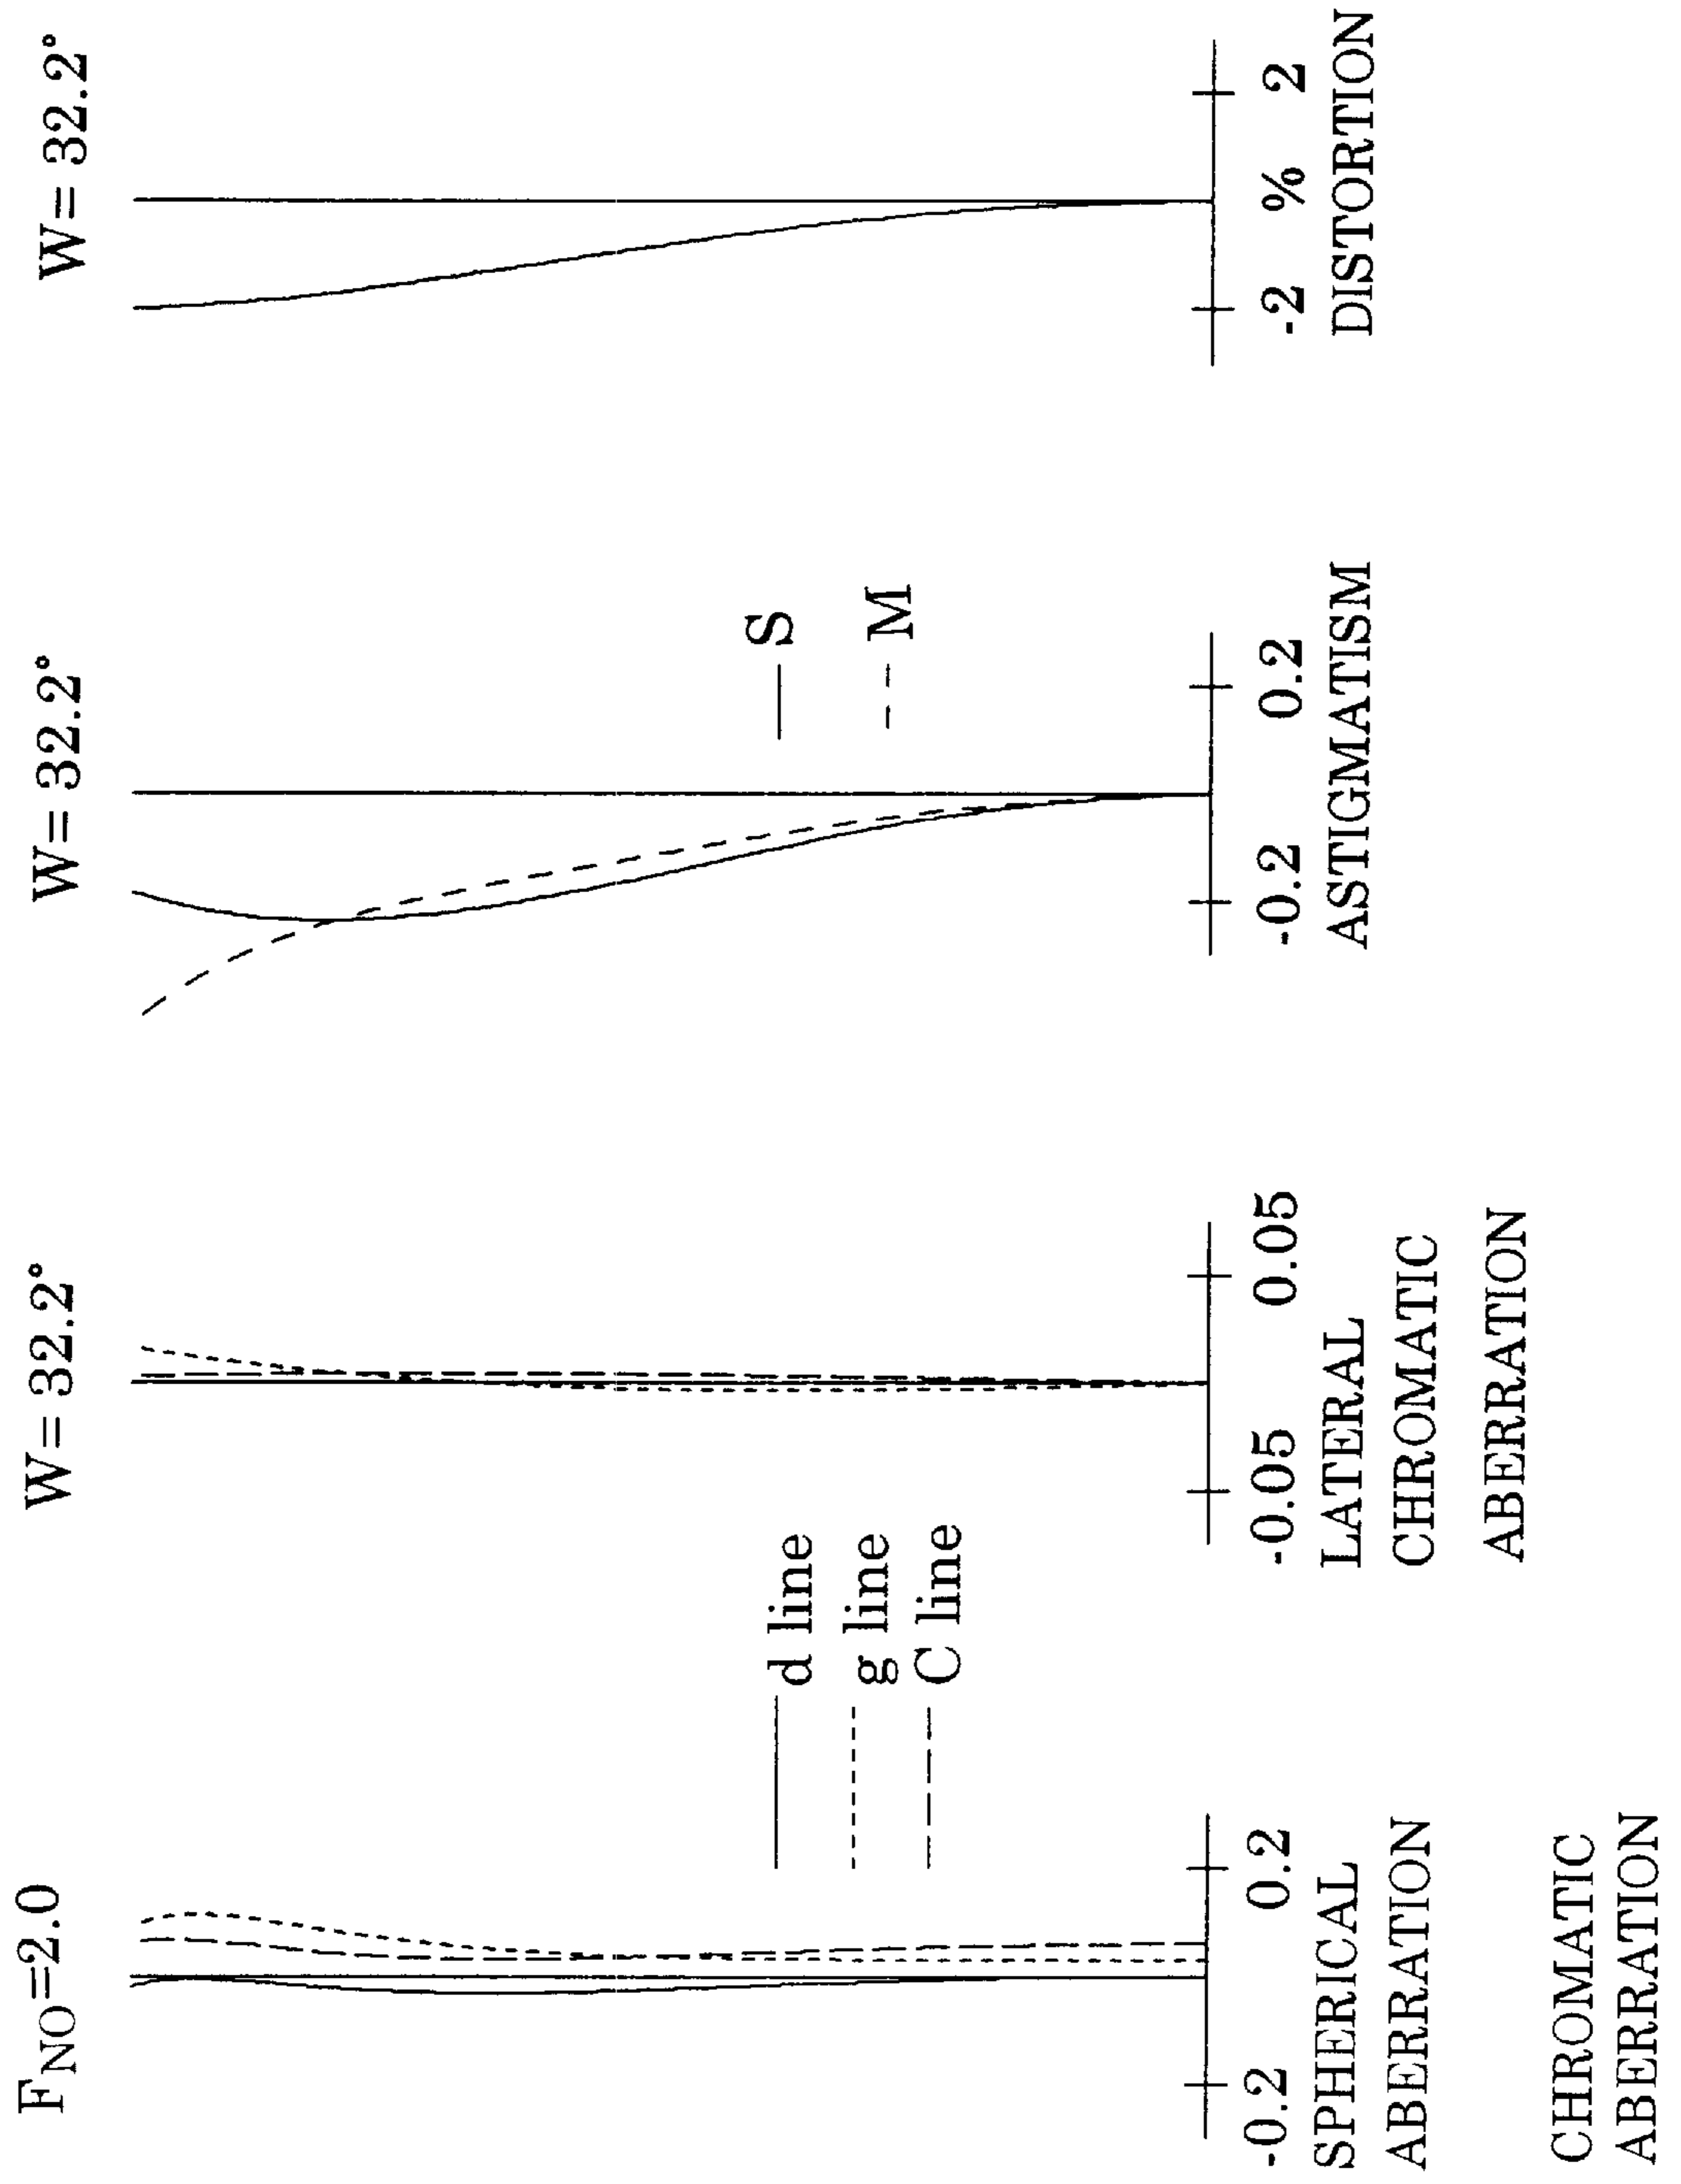 F NO=2.0
d line
g line
C line
-0.2 0.2
SPHERICAL
ABERRATION
CHROMATIC
ABERRATION
W= 32.2°
-0.05 0.05
LATERAL
CHROMATIC
ABERRATION
W= 32.2°
S
M
-0.2 0.2
ASTIGMATISM
W= 32.2°
-2 % 2
DISTORTION